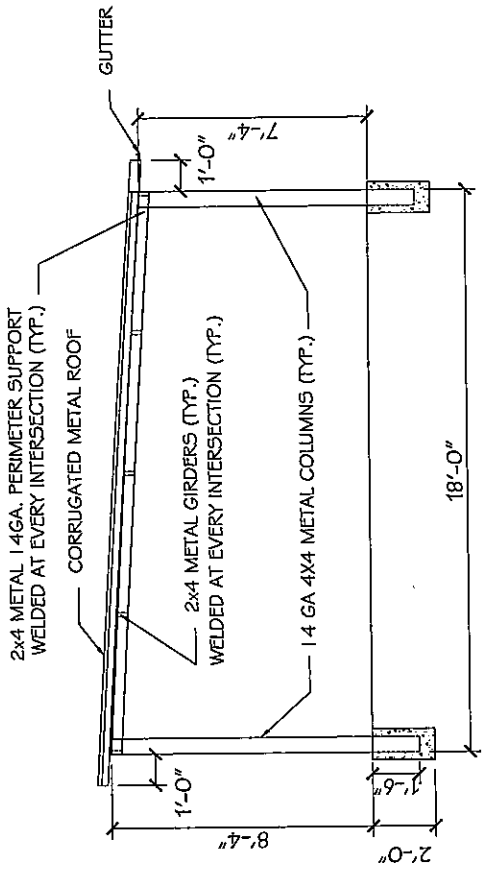 2x4 METAL 14GA. PERIMETER SUPPORT
WELDED AT EVERY INTERSECTION (TYP.)
CORRUGATED METAL ROOF
GUTTER
1'-0"
7'-4"
2x4 METAL GIRDERS (TYP.)
WELDED AT EVERY INTERSECTION (TYP.)
14 GA 4X4 METAL COLUMNS (TYP.)
1'-0"
8'-4"
1'-6"
2'-0"
18'-0"